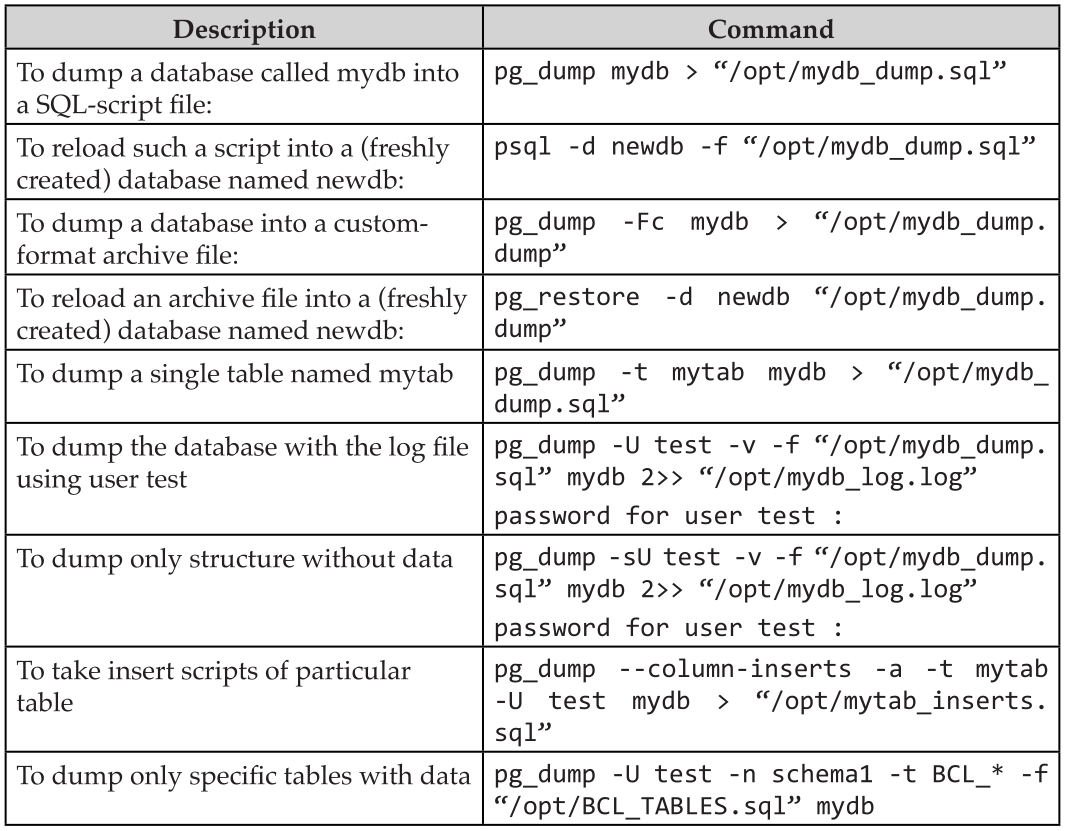 Description
Command
To dump a database called mydb into
a SQL-script file:
pg_dump mydb > “/opt/mydb_dump.sql”
To reload such a script into a (freshly
created) database named newdb:
psql -d newdb -f “/opt/mydb_dump.sql”
To dump a database into a custom-
format archive file:
pg_dump -Fc mydb > “/opt/mydb_dump.
dump”
To reload an archive file into a (freshly
created) database named newdb:
pg_restore -d newdb “/opt/mydb_dump.
dump”
To dump a single table named mytab
pg_dump -t mytab mydb > “/opt/mydb_
dump.sql”
To dump the database with the log file
using user test
pg_dump -U test -v -f “/opt/mydb_dump.
sql” mydb 2>> “/opt/mydb_log.log”
password for user test :
To dump only structure without data
pg_dump -sU test -v -f “/opt/mydb_dump.
sql” mydb 2>> “/opt/mydb_log.log”
password for user test :
To take insert scripts of particular
table
pg_dump --column-inserts -a -t mytab
-U test mydb > “/opt/mytab_inserts.
sql”
To dump only specific tables with data
pg_dump -U test -n schema1 -t BCL_* -f
“/opt/BCL_TABLES.sql” mydb